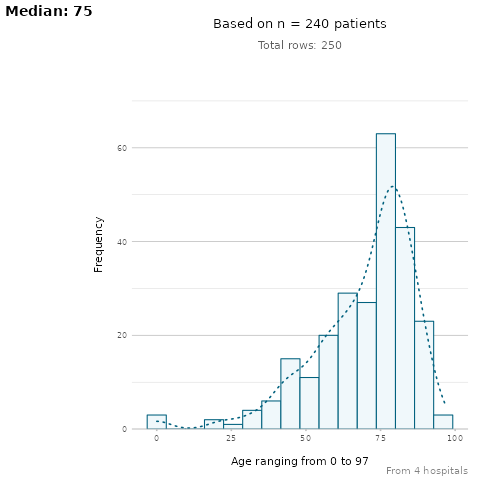 Median: 75
Based on n = 240 patients
Total rows: 250
Frequency
60
40
20
0
0 25 50 75 100
Age ranging from 0 to 97
From 4 hospitals